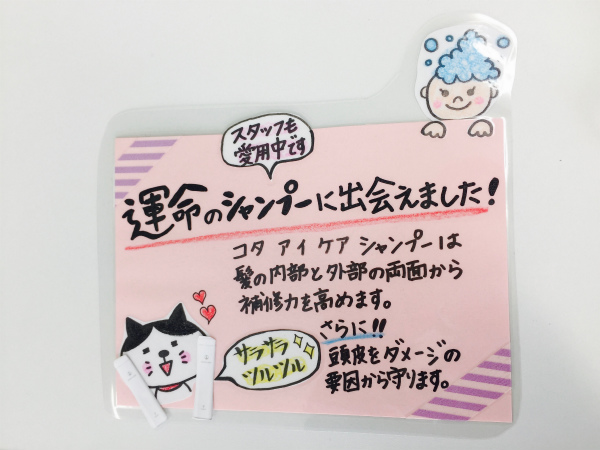 スタッフも
愛用中です
運命のシャンプーに出会えました!
コタ アイ ケア シャンプーは
髪の内部と外部の両面から
補修力を高めます。
さらに!!
頭皮をダメージの
要因から守ります。
サラサラ
ツルツル